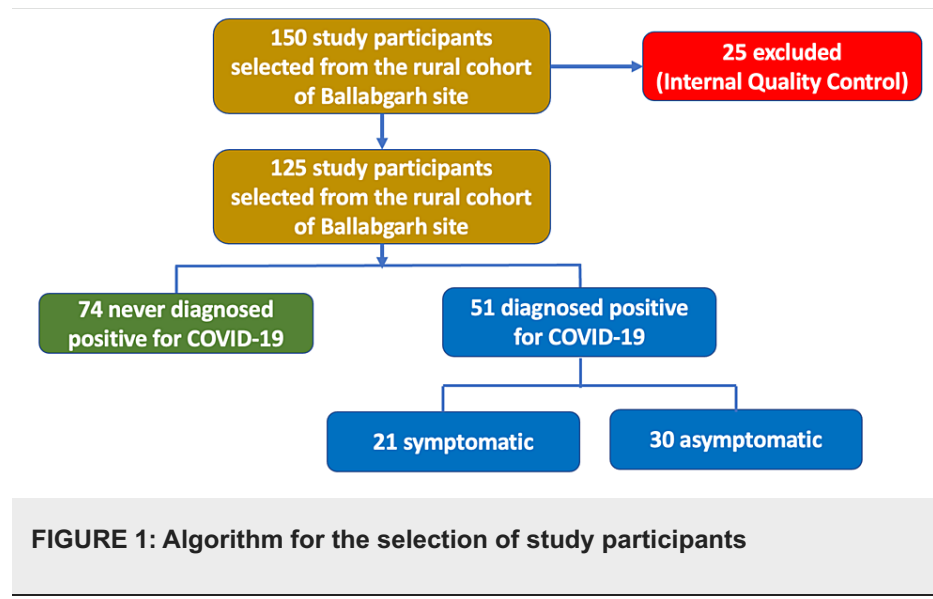 150 study participants
selected from the rural cohort
of Ballabgarh site
25 excluded
(Internal Quality Control)
125 study participants
selected from the rural cohort
of Ballabgarh site
74 never diagnosed
positive for COVID-19
51 diagnosed positive
for COVID-19
21 symptomatic
30 asymptomatic
FIGURE 1: Algorithm for the selection of study participants